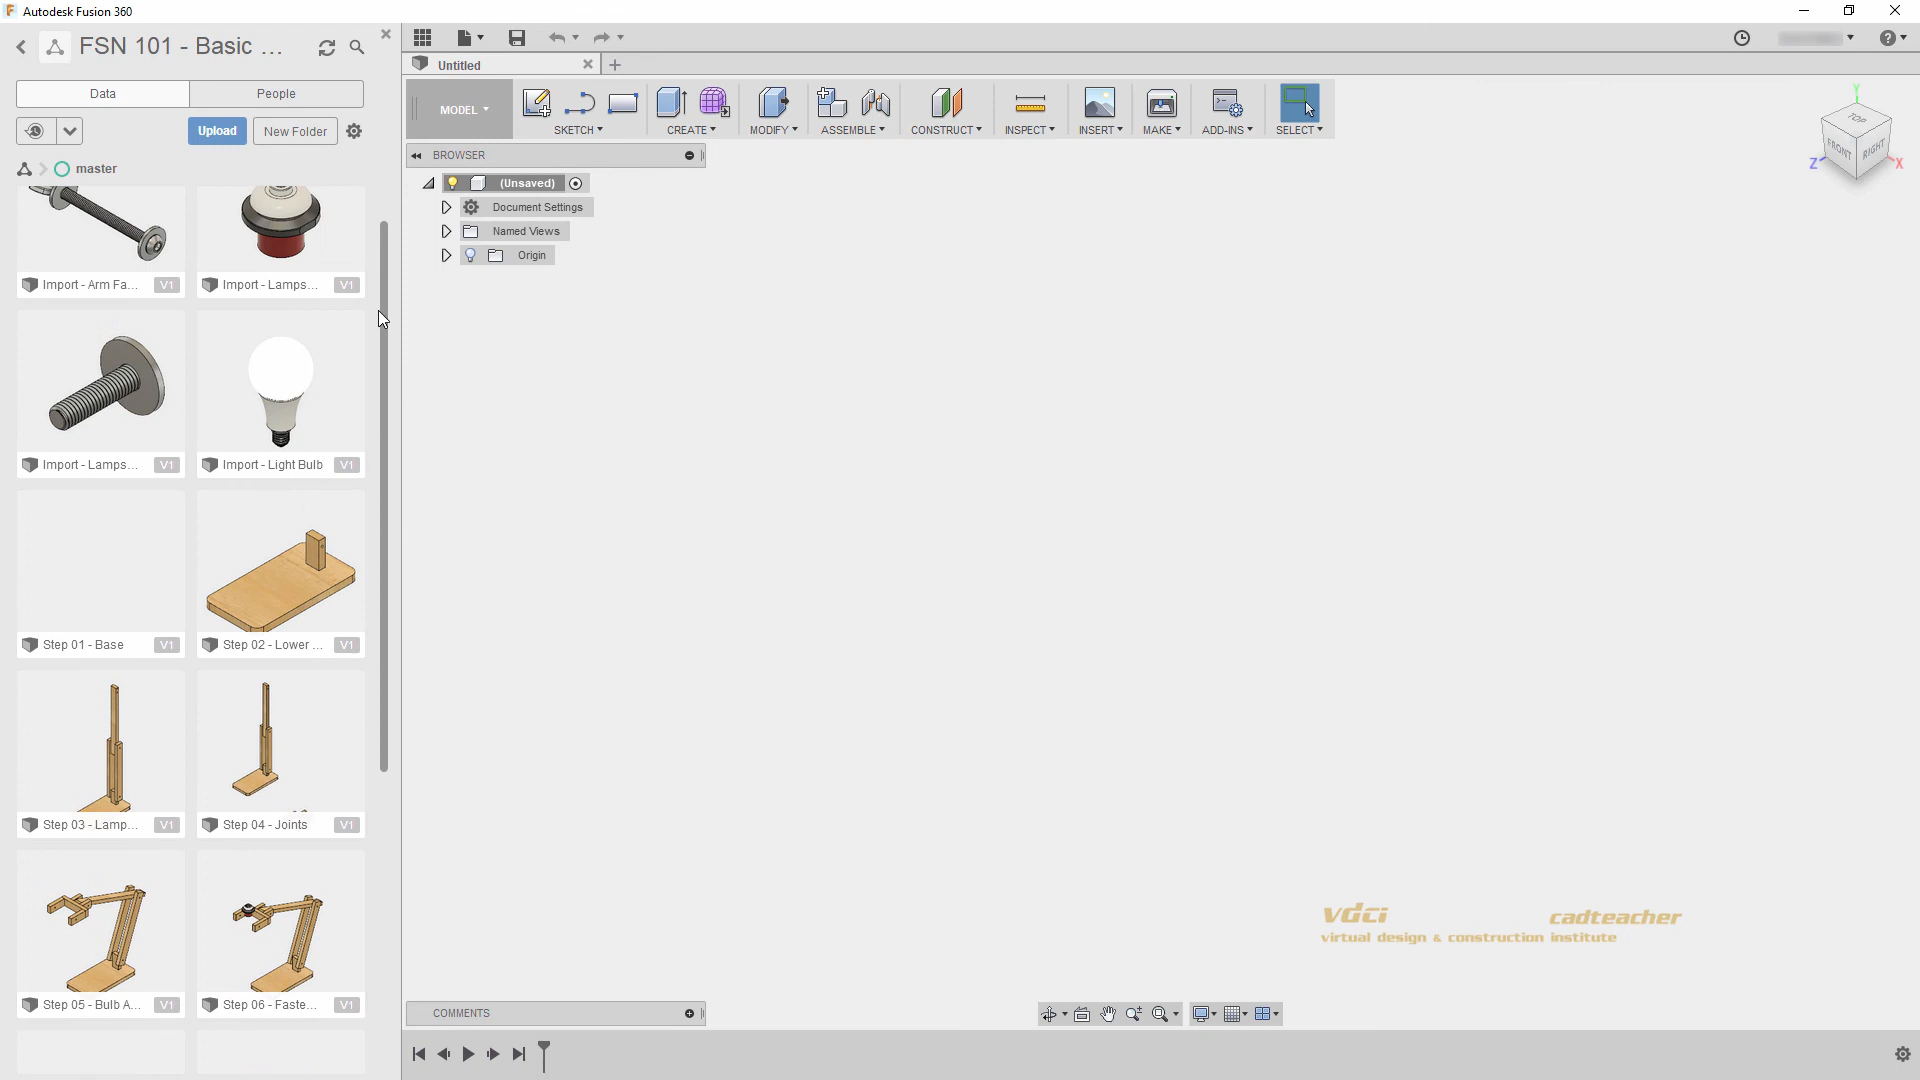 Autodesk Fusion 360
FSN 101 - Basic ...
Untitled
Data
People
Upload
New Folder
master
MODEL
SKETCH
CREATE
MODIFY
ASSEMBLE
CONSTRUCT
INSPECT
INSERT
MAKE
ADD-INS
SELECT
BROWSER
(Unsaved)
Document Settings
Named Views
Origin
Y
TOP
FRONT
RIGHT
Z
X
Import - Arm Fa... V1
Import - Lamps... V1
Import - Lamps... V1
Import - Light Bulb V1
Step 01 - Base V1
Step 02 - Lower ... V1
Step 03 - Lamp... V1
Step 04 - Joints V1
Step 05 - Bulb A... V1
Step 06 - Faste... V1
vdci cadteacher
virtual design & construction institute
COMMENTS